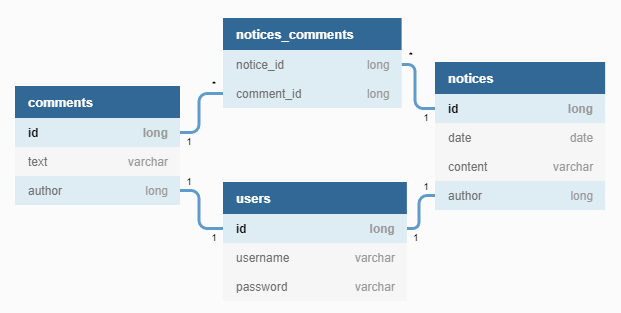 notices_comments
notice_id long
comment_id long
*
*
1
1
comments
id long
text varchar
author long
1
1
users
id long
username varchar
password varchar
1
1
notices
id long
date date
content varchar
author long